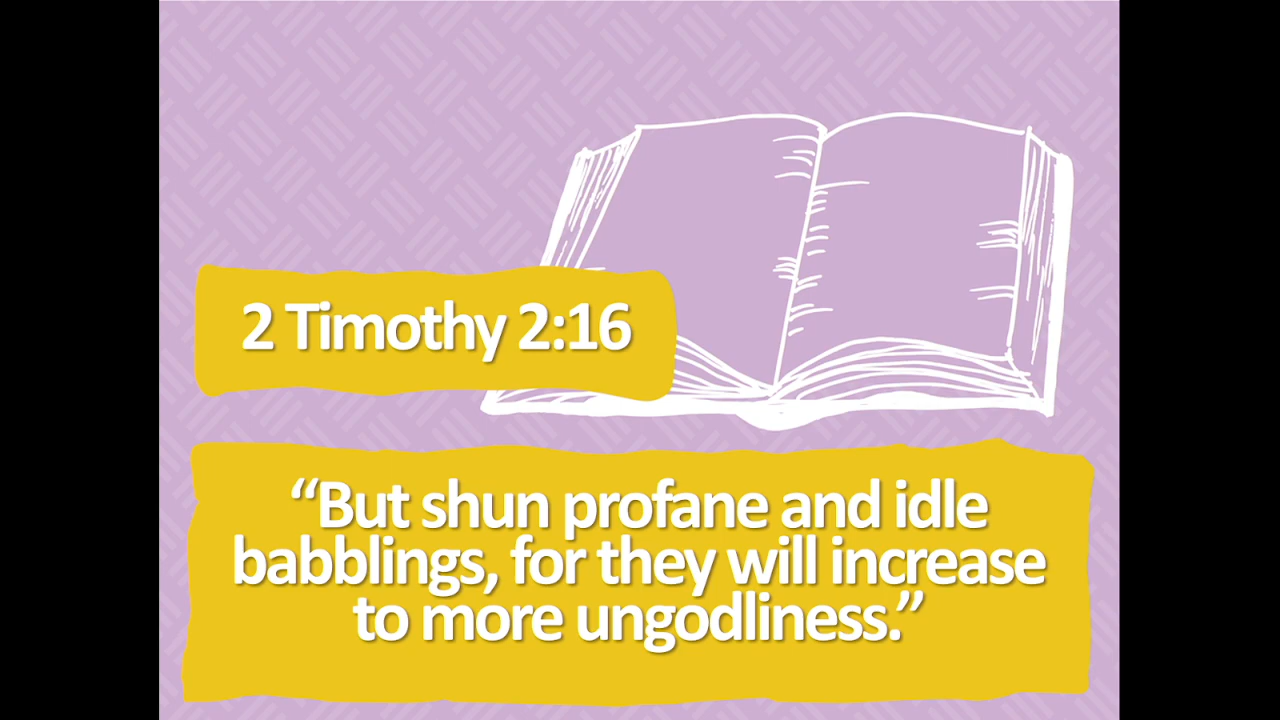 2 Timothy 2:16
“But shun profane and idle
babblings, for they will increase
to more ungodliness.”